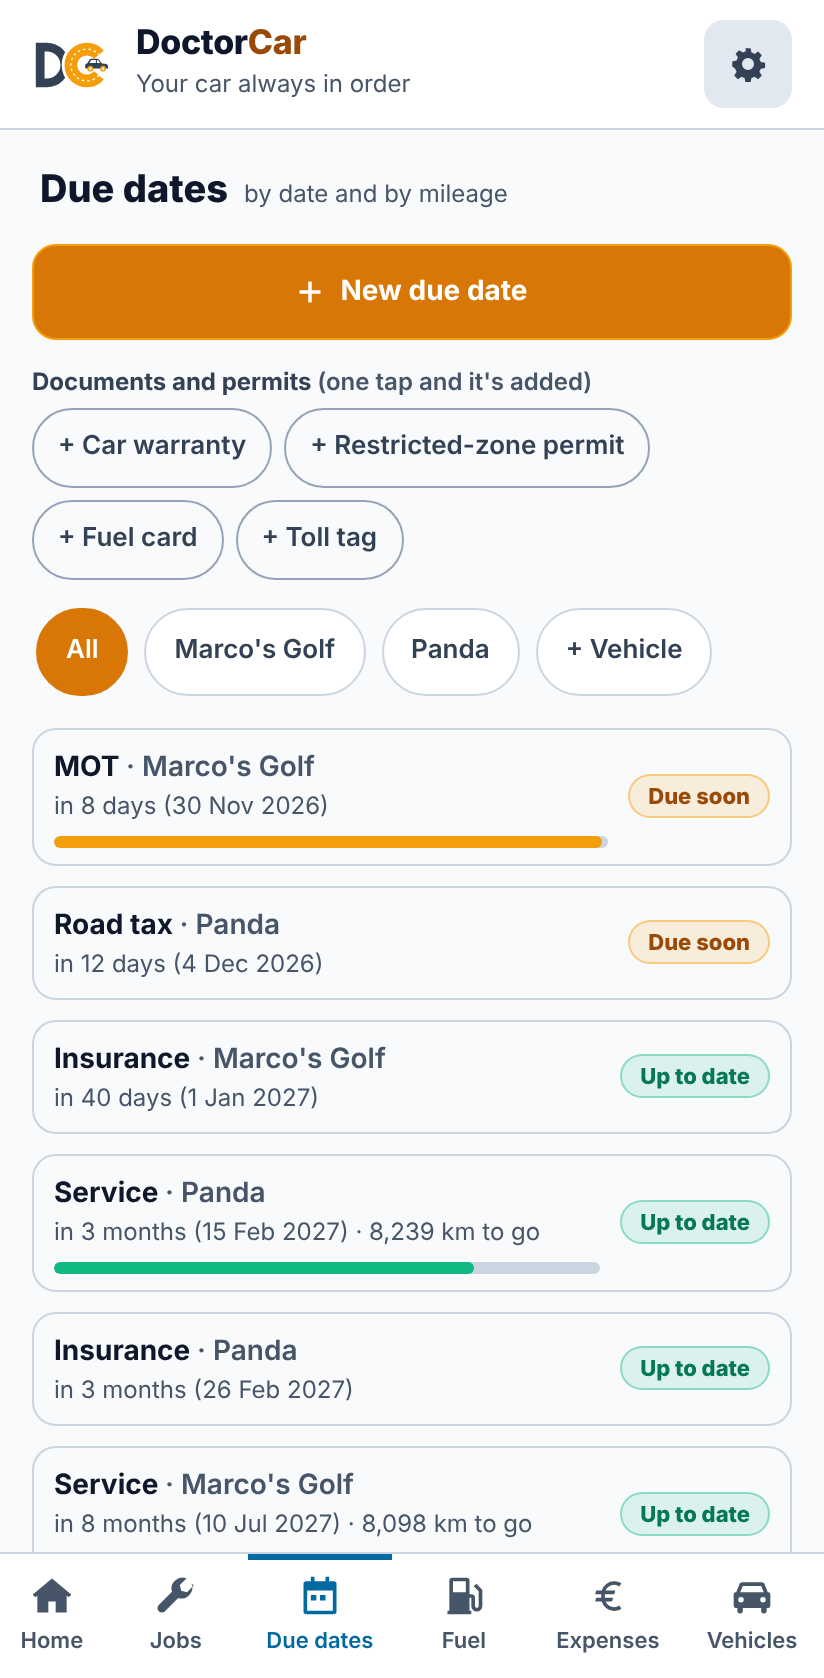 DC
DoctorCar
Your car always in order
Due dates by date and by mileage
+ New due date
Documents and permits (one tap and it's added)
+ Car warranty + Restricted-zone permit
+ Fuel card + Toll tag
All Marco's Golf Panda + Vehicle
MOT · Marco's Golf
in 8 days (30 Nov 2026)
Due soon
Road tax · Panda
in 12 days (4 Dec 2026)
Due soon
Insurance · Marco's Golf
in 40 days (1 Jan 2027)
Up to date
Service · Panda
in 3 months (15 Feb 2027) · 8,239 km to go
Up to date
Insurance · Panda
in 3 months (26 Feb 2027)
Up to date
Service · Marco's Golf
in 8 months (10 Jul 2027) · 8,098 km to go
Up to date
Home Jobs Due dates Fuel € Expenses Vehicles